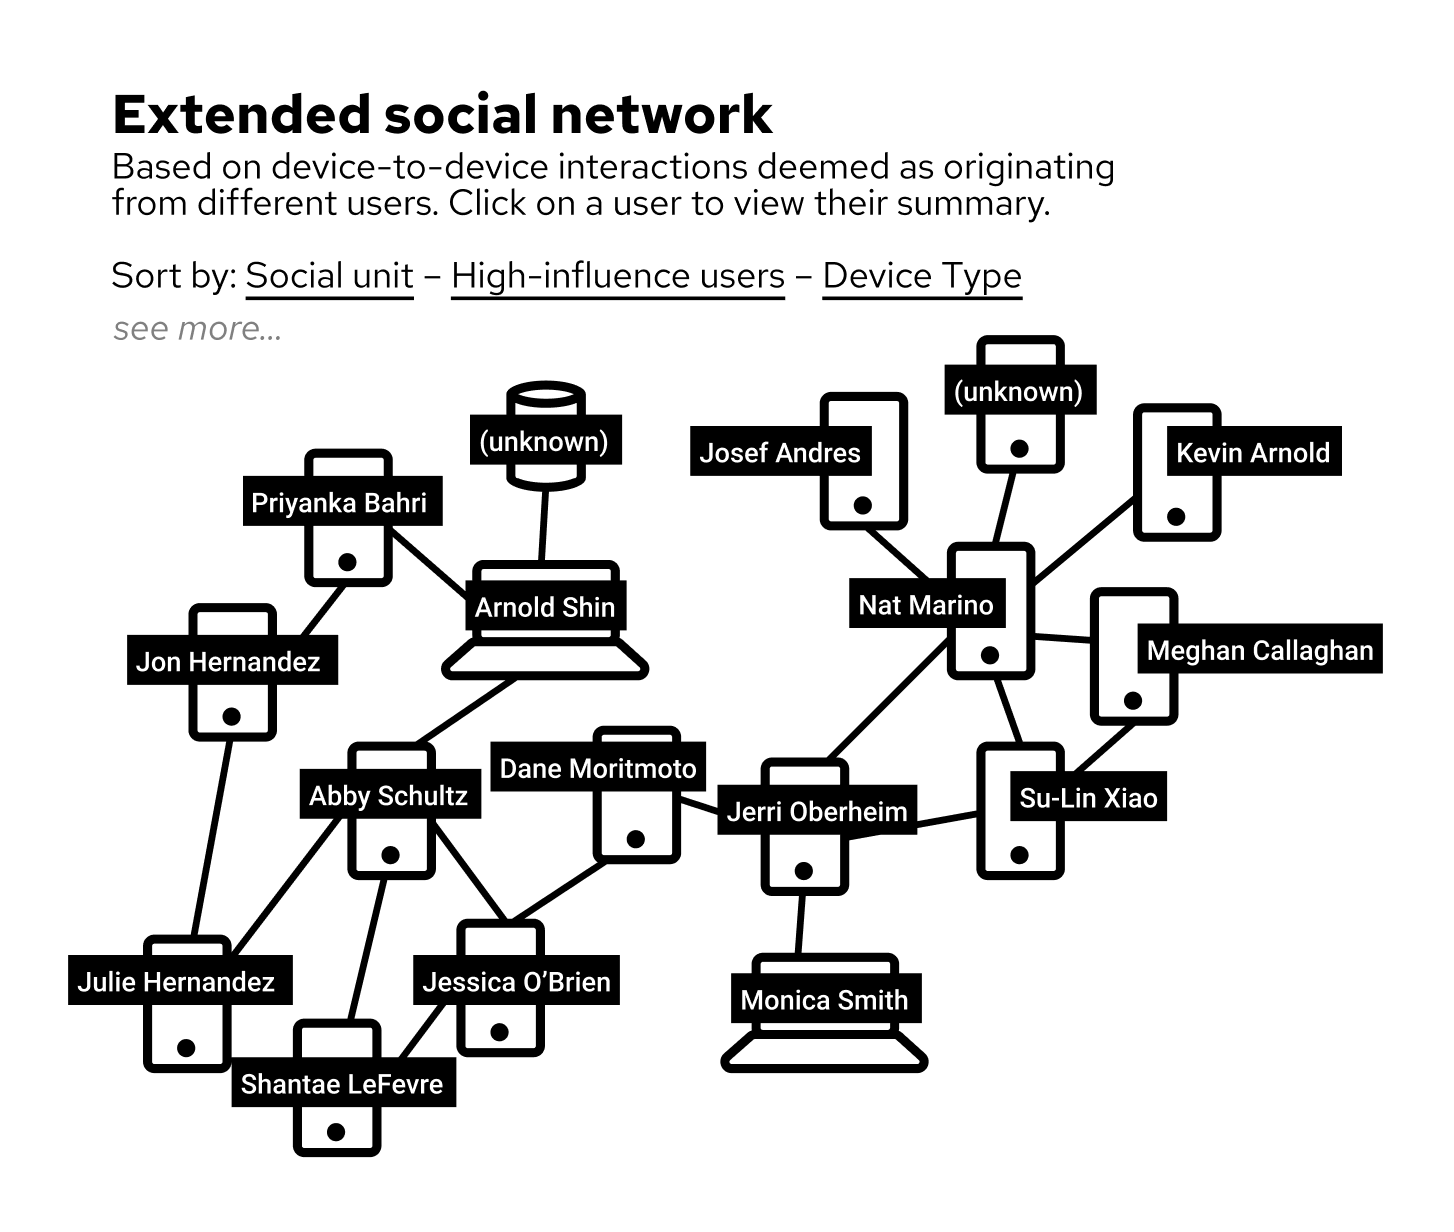 Extended social network
Based on device-to-device interactions deemed as originating
from different users. Click on a user to view their summary.
Sort by: Social unit – High-influence users – Device Type
see more...
(unknown)
Josef Andres
(unknown)
Kevin Arnold
Priyanka Bahri
Arnold Shin
Nat Marino
Jon Hernandez
Meghan Callaghan
Abby Schultz
Dane Moritmoto
Jerri Oberheim
Su-Lin Xiao
Julie Hernandez
Jessica O’Brien
Monica Smith
Shantae LeFevre